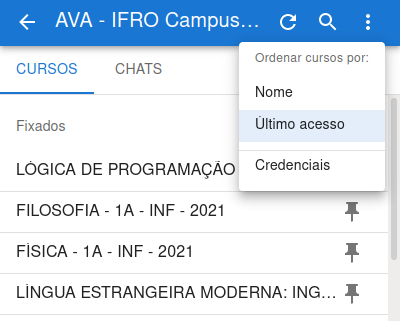 AVA - IFRO Campus...
Ordenar cursos por:
Nome
Último acesso
Credenciais
CURSOS
CHATS
Fixados
LÓGICA DE PROGRAMAÇÃO
FILOSOFIA - 1A - INF - 2021
FÍSICA - 1A - INF - 2021
LÍNGUA ESTRANGEIRA MODERNA: ING...